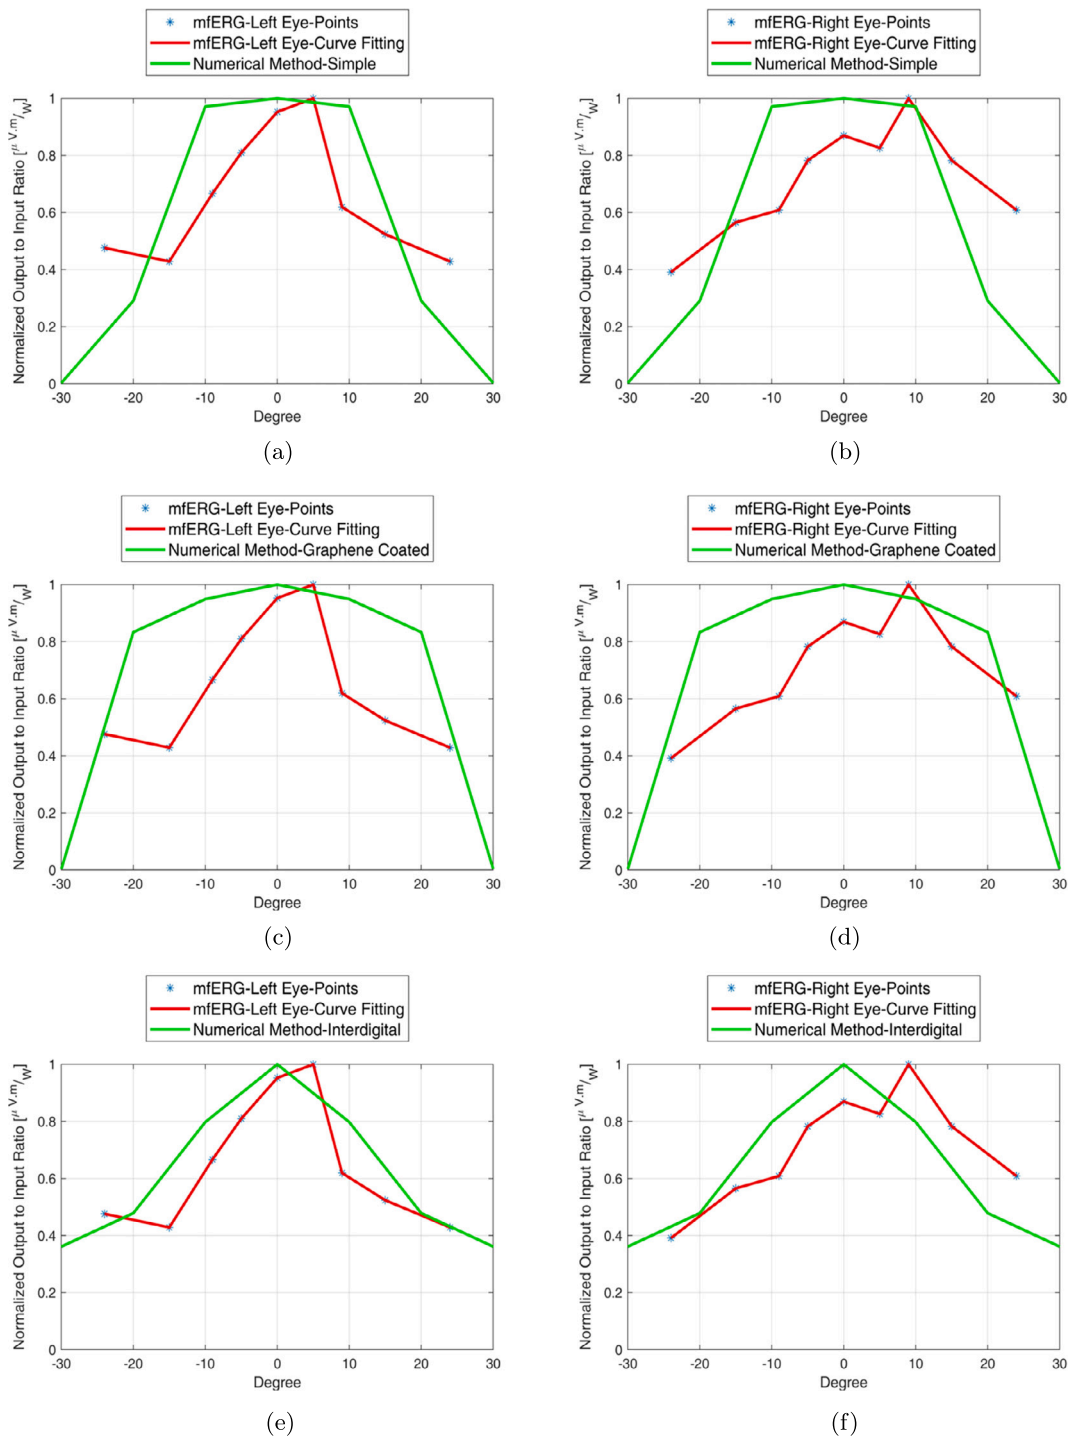 mfERG-Left Eye-Points
mfERG-Left Eye-Curve Fitting
Numerical Method-Simple
Normalized Output to Input Ratio [μ V.m/W]
1
0.8
0.6
0.4
0.2
0
-30 -20 -10 0 10 20 30
Degree
(a)
mfERG-Right Eye-Points
mfERG-Right Eye-Curve Fitting
Numerical Method-Simple
Normalized Output to Input Ratio [μ V.m/W]
1
0.8
0.6
0.4
0.2
0
-30 -20 -10 0 10 20 30
Degree
(b)
mfERG-Left Eye-Points
mfERG-Left Eye-Curve Fitting
Numerical Method-Graphene Coated
Normalized Output to Input Ratio [μ V.m/W]
1
0.8
0.6
0.4
0.2
0
-30 -20 -10 0 10 20 30
Degree
(c)
mfERG-Right Eye-Points
mfERG-Right Eye-Curve Fitting
Numerical Method-Graphene Coated
Normalized Output to Input Ratio [μ V.m/W]
1
0.8
0.6
0.4
0.2
0
-30 -20 -10 0 10 20 30
Degree
(d)
mfERG-Left Eye-Points
mfERG-Left Eye-Curve Fitting
Numerical Method-Interdigital
Normalized Output to Input Ratio [μ V.m/W]
1
0.8
0.6
0.4
0.2
0
-30 -20 -10 0 10 20 30
Degree
(e)
mfERG-Right Eye-Points
mfERG-Right Eye-Curve Fitting
Numerical Method-Interdigital
Normalized Output to Input Ratio [μ V.m/W]
1
0.8
0.6
0.4
0.2
0
-30 -20 -10 0 10 20 30
Degree
(f)